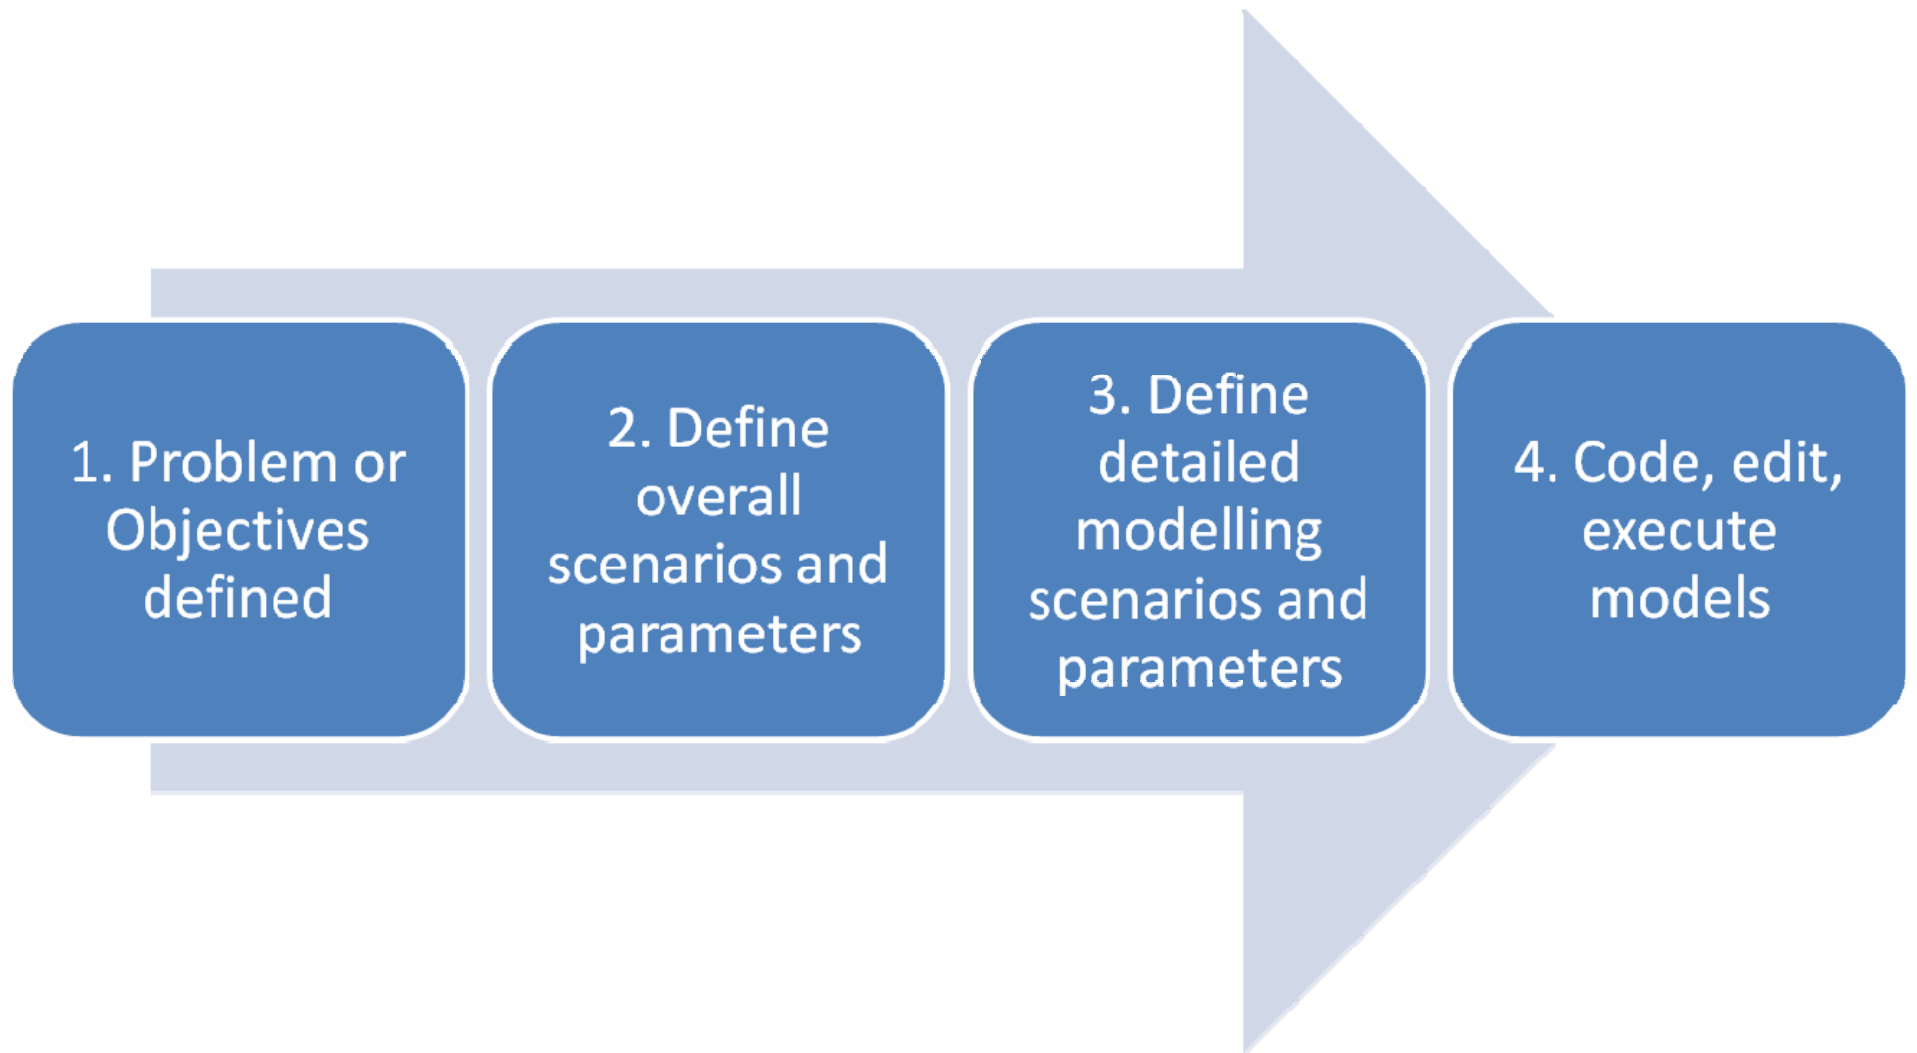 1. Problem or
Objectives
defined
2. Define
overall
scenarios and
parameters
3. Define
detailed
modelling
scenarios and
parameters
4. Code, edit,
execute
models